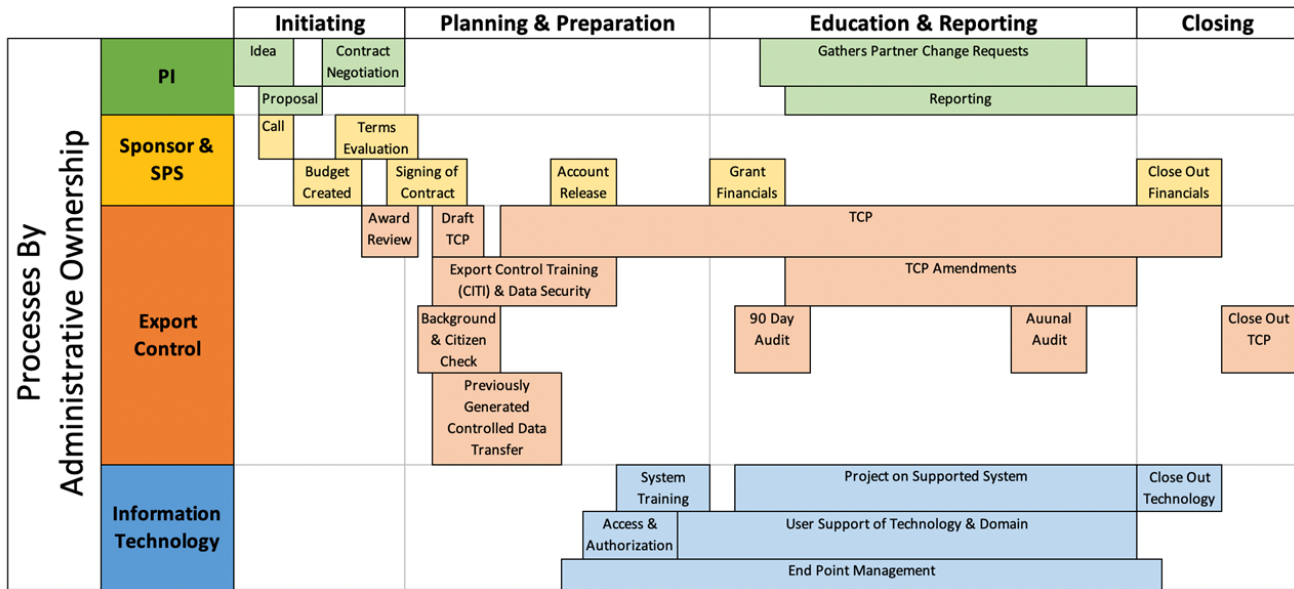 Initiating
Planning & Preparation
Education & Reporting
Closing
Processes By
Administrative Ownership
PI
Idea
Contract
Negotiation
Gathers Partner Change Requests
Proposal
Reporting
Sponsor &
SPS
Call
Terms
Evaluation
Budget
Created
Signing of
Contract
Account
Release
Grant
Financials
Close Out
Financials
Export
Control
Award
Review
Draft
TCP
TCP
Export Control Training
(CITI) & Data Security
TCP Amendments
Background
& Citizen
Check
90 Day
Audit
Auunal
Audit
Close Out
TCP
Previously
Generated
Controlled Data
Transfer
Information
Technology
System
Training
Project on Supported System
Close Out
Technology
Access &
Authorization
User Support of Technology & Domain
End Point Management